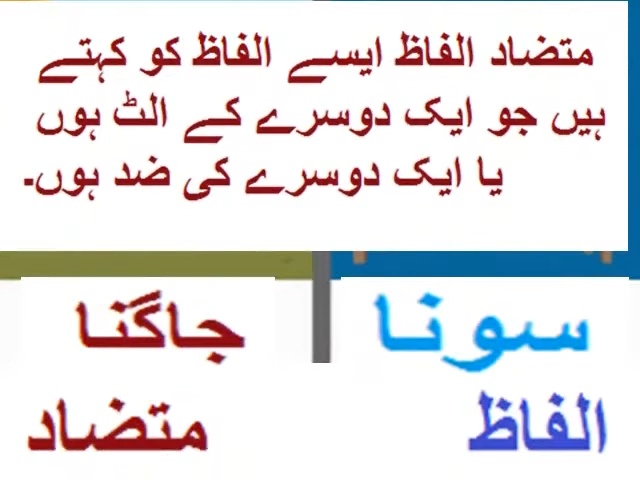 متضاد الفاظ ایسے الفاظ کو کہتے
ہیں جو ایک دوسرے کے الٹ ہوں
یا ایک دوسرے کی ضد ہوں۔
سونا جاگنا
الفاظ متضاد